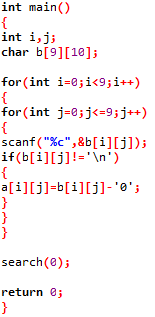 int main()
{
int i,j;
char b[9][10];
for(int i=0;i<9;i++)
{
for(int j=0;j<=9;j++)
{
scanf("%c",&b[i][j]);
if(b[i][j]!='\n')
{
a[i][j]=b[i][j]-'0';
}
}
}
search(0);
return 0;
}